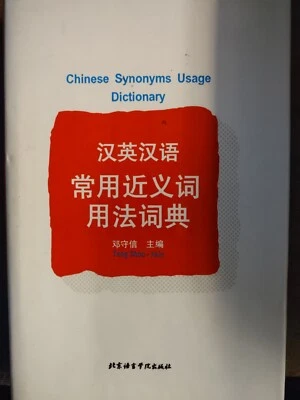 Chinese Synonyms Usage
Dictionary
汉英汉语
常用近义词
用法词典
邓守信 主编
北京语言学院出版社